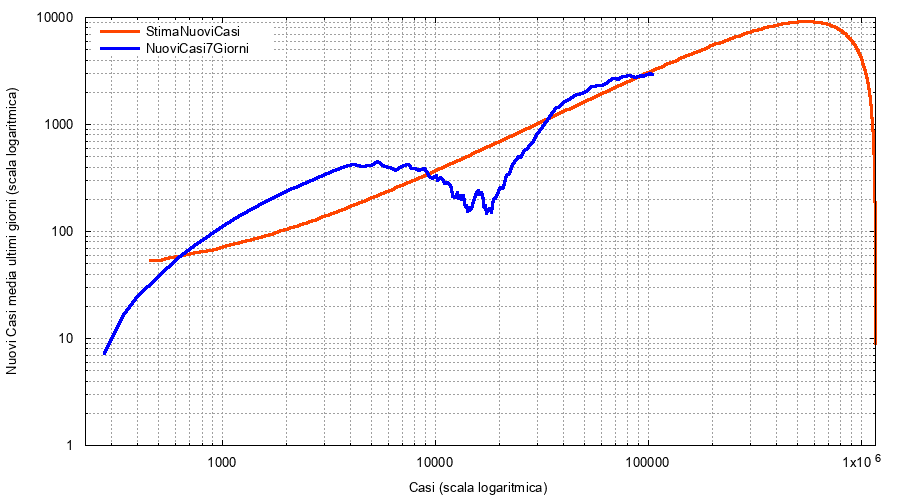 10000
1000
100
10
1
StimaNuoviCasi
NuoviCasi7Giorni
Nuovi Casi media ultimi giorni (scala logaritmica)
1000 10000 100000 1x10 6
Casi (scala logaritmica)